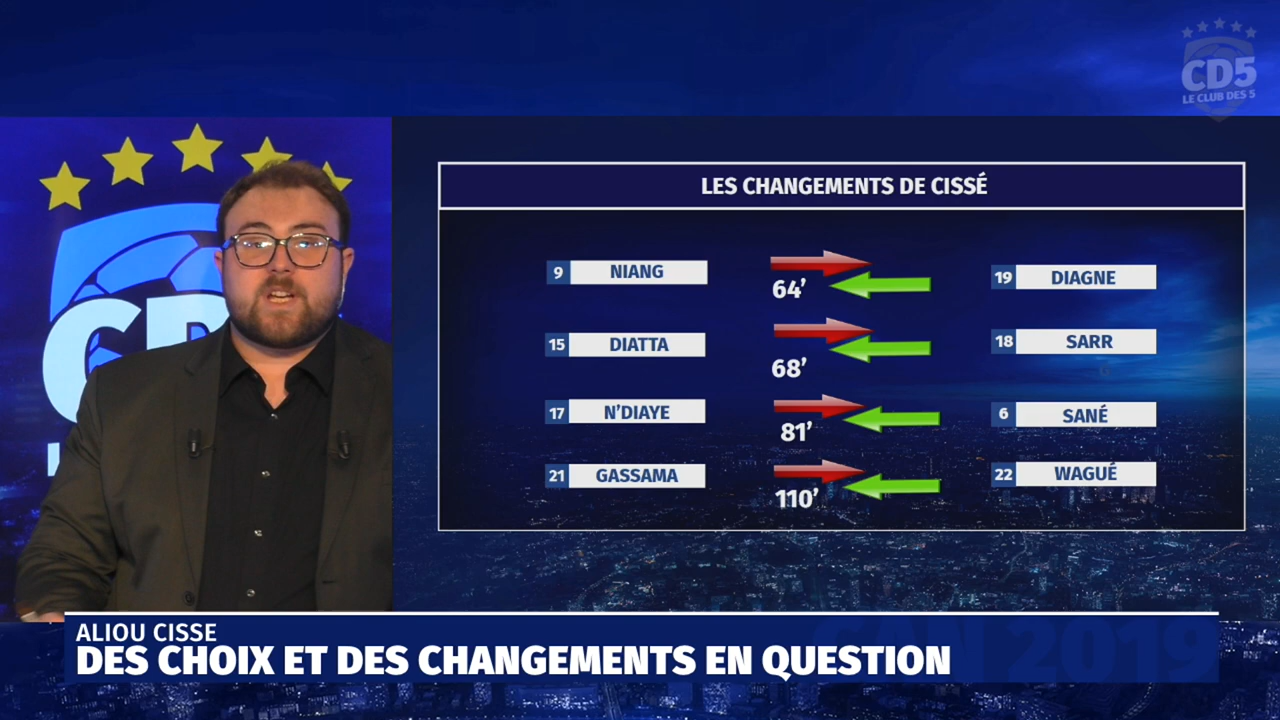 CD5
LE CLUB DES 5
LES CHANGEMENTS DE CISSÉ
9 NIANG 64’ 19 DIAGNE
15 DIATTA 68’ 18 SARR
17 N’DIAYE 81’ 6 SANÉ
21 GASSAMA 110’ 22 WAGUÉ
ALIOU CISSE
DES CHOIX ET DES CHANGEMENTS EN QUESTION
CAN 2019